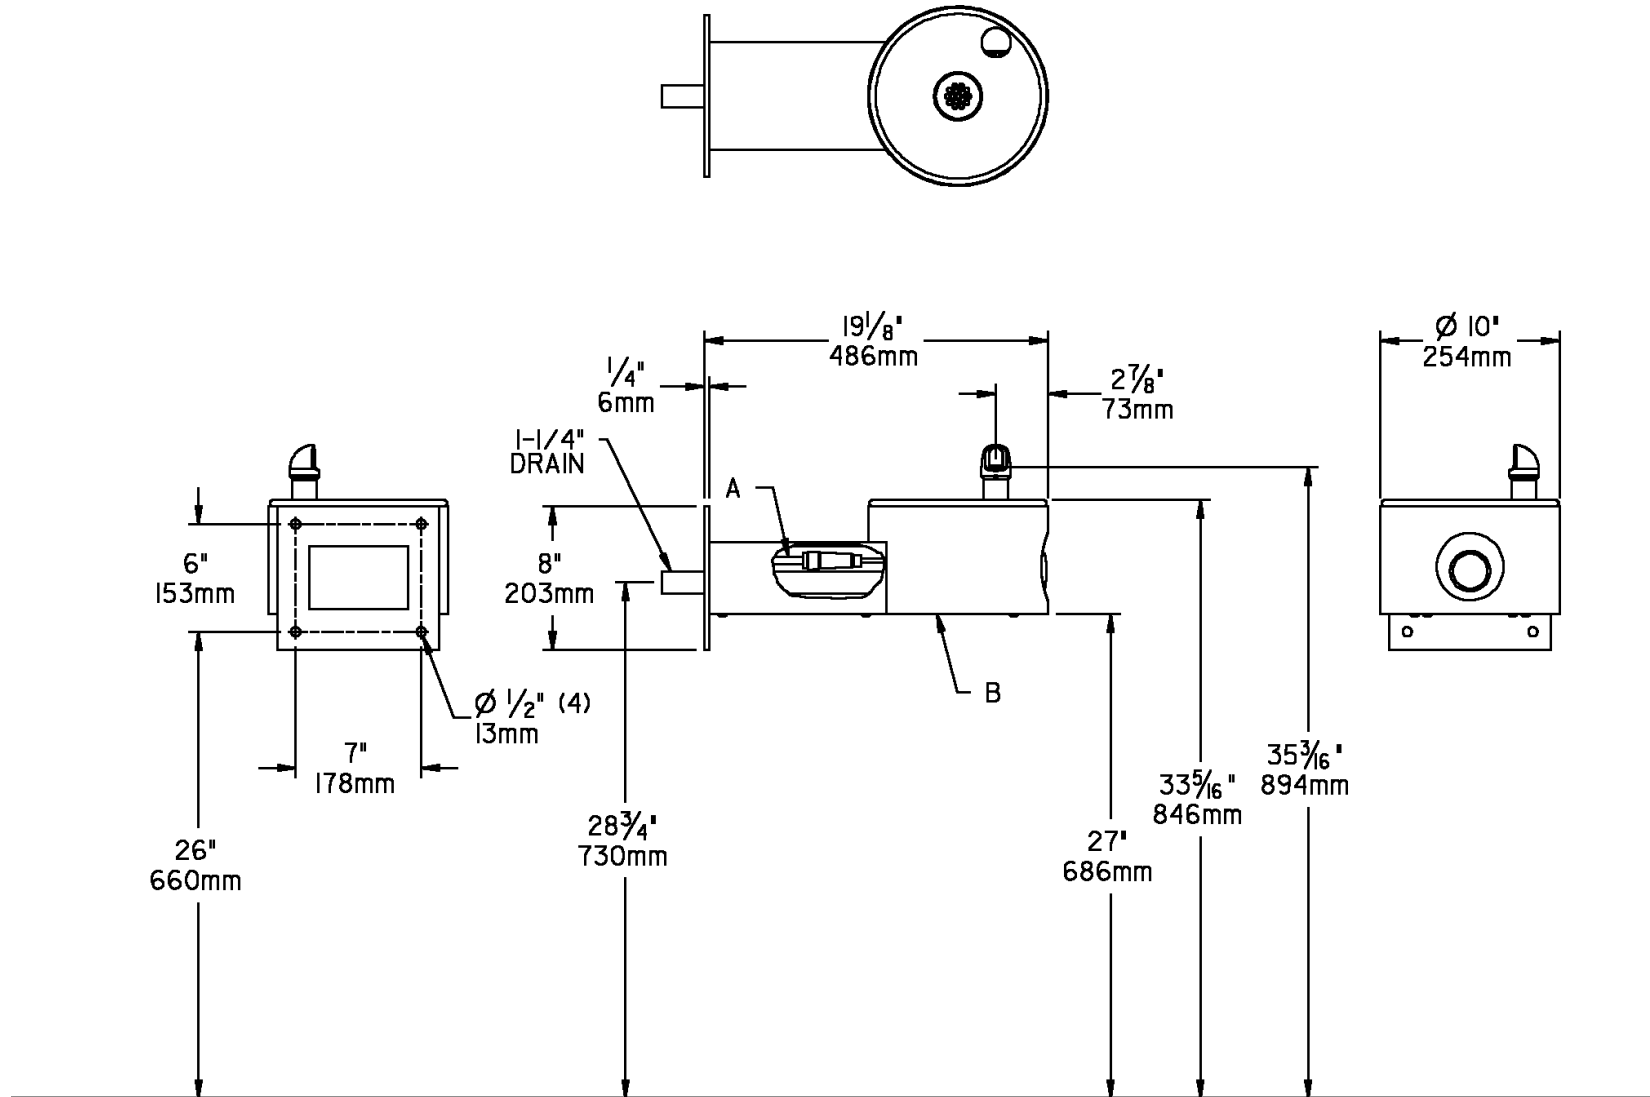 19 1/8"
486mm
Ø 10"
254mm
1/4"
6mm
2 7/8"
73mm
1-1/4"
DRAIN
A
6"
153mm
8"
203mm
B
Ø 1/2" (4)
13mm
7"
178mm
35 3/16"
894mm
33 5/16"
846mm
28 3/4"
730mm
27"
686mm
26"
660mm